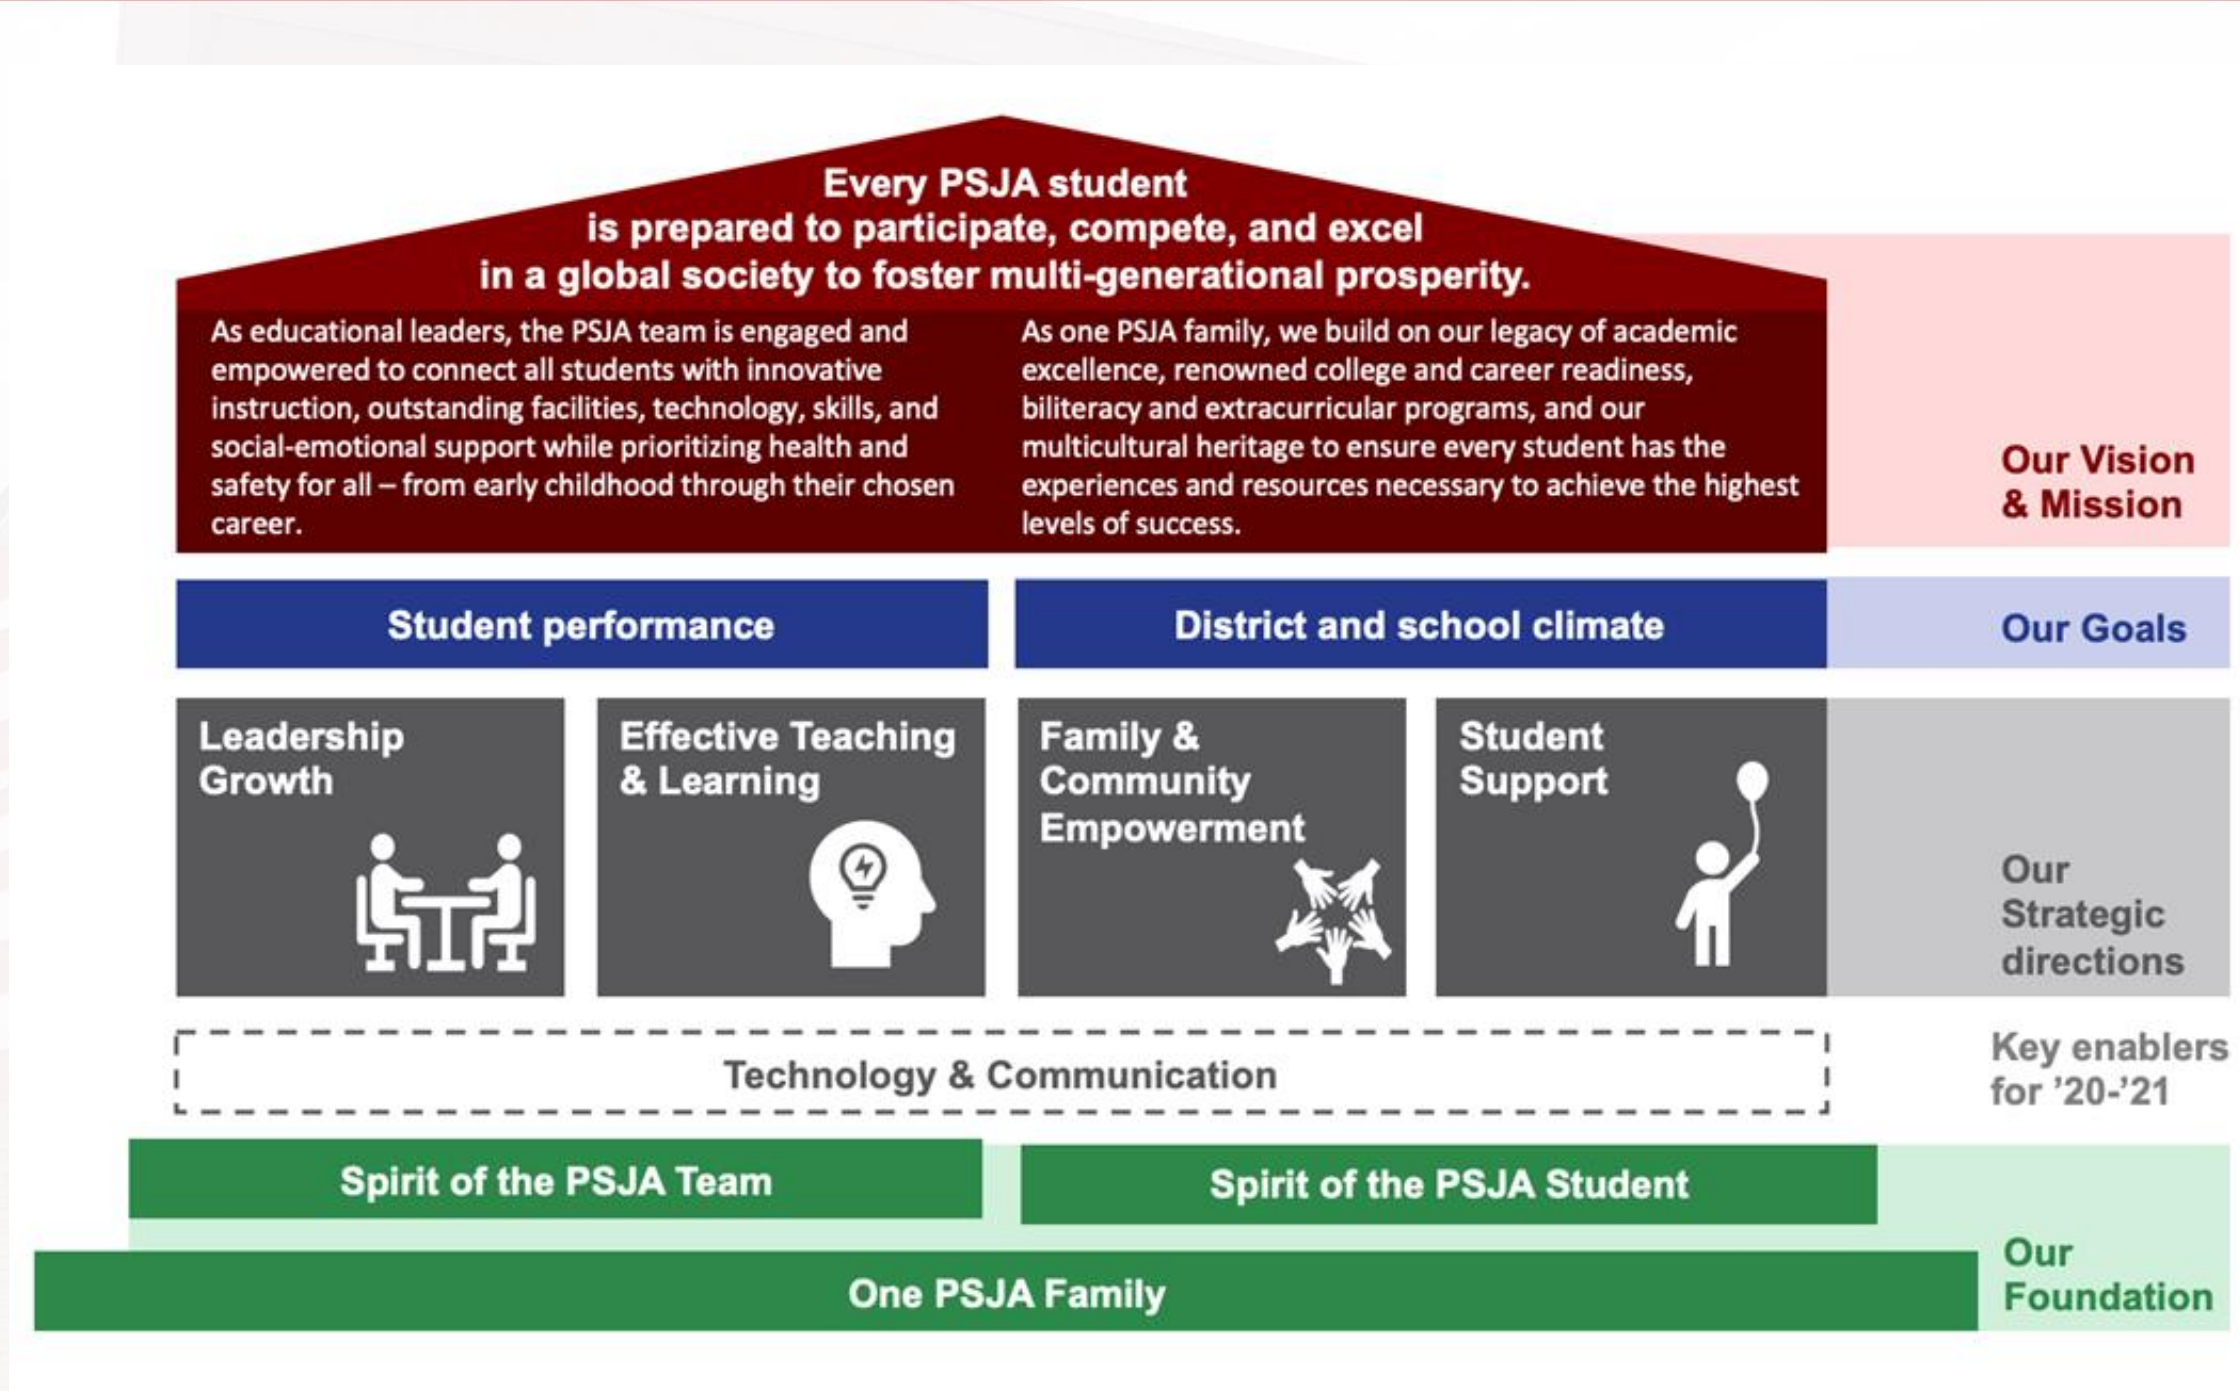 Every PSJA student
is prepared to participate, compete, and excel
in a global society to foster multi-generational prosperity.
As educational leaders, the PSJA team is engaged and
empowered to connect all students with innovative
instruction, outstanding facilities, technology, skills, and
social-emotional support while prioritizing health and
safety for all – from early childhood through their chosen
career.
As one PSJA family, we build on our legacy of academic
excellence, renowned college and career readiness,
biliteracy and extracurricular programs, and our
multicultural heritage to ensure every student has the
experiences and resources necessary to achieve the highest
levels of success.
Our Vision
& Mission
Student performance
District and school climate
Our Goals
Leadership
Growth
Effective Teaching
& Learning
Family &
Community
Empowerment
Student
Support
Our
Strategic
directions
Technology & Communication
Key enablers
for ’20-’21
Spirit of the PSJA Team
Spirit of the PSJA Student
One PSJA Family
Our
Foundation